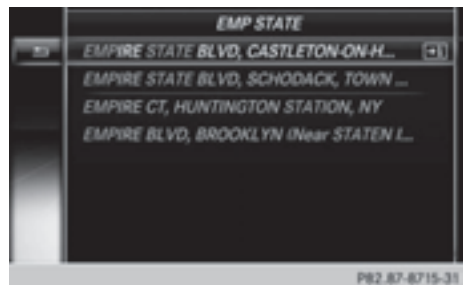 EMP STATE
EMPIRE STATE BLVD, CASTLETON-ON-H...
EMPIRE STATE BLVD, SCHODACK, TOWN ...
EMPIRE CT, HUNTINGTON STATION, NY
EMPIRE BLVD, BROOKLYN (Near STATEN I...
P82.87-8715-31